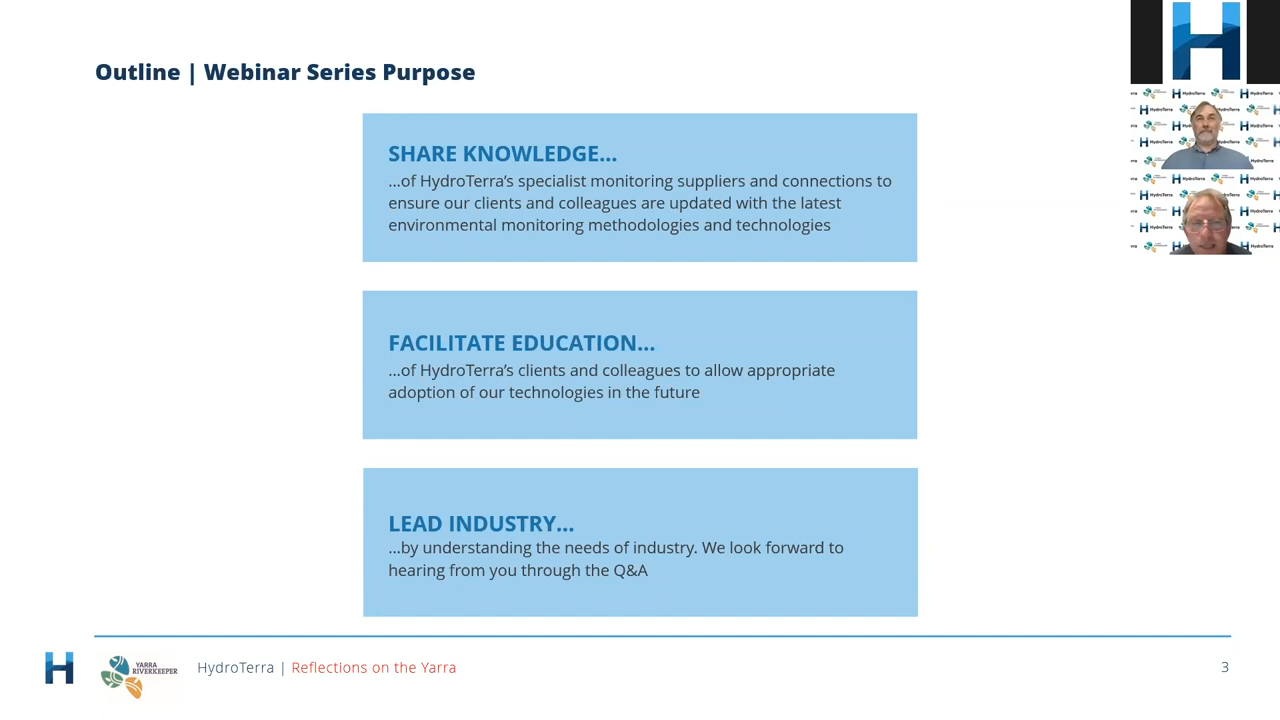 Outline | Webinar Series Purpose
SHARE KNOWLEDGE...
...of HydroTerra's specialist monitoring suppliers and connections to
ensure our clients and colleagues are updated with the latest
environmental monitoring methodologies and technologies
FACILITATE EDUCATION...
...of HydroTerra's clients and colleagues to allow appropriate
adoption of our technologies in the future
LEAD INDUSTRY...
...by understanding the needs of industry. We look forward to
hearing from you through the Q&A
YARRA
RIVERKEEPER
HydroTerra | Reflections on the Yarra
3